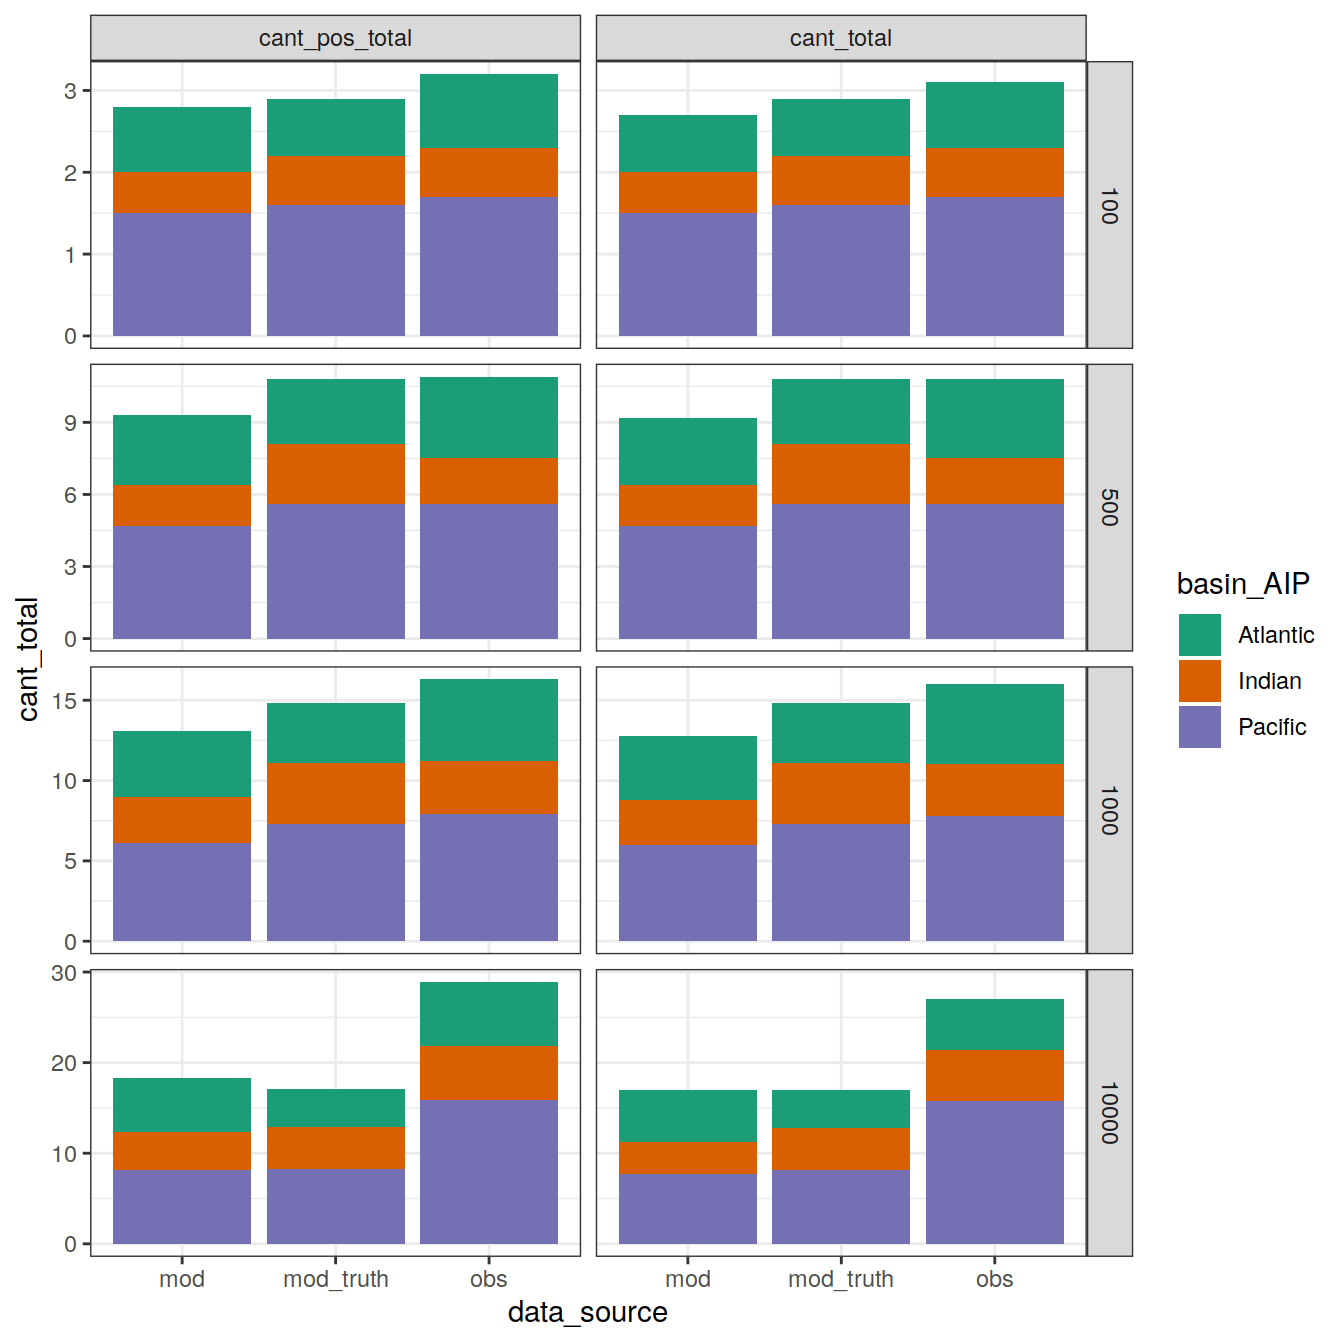 cant_pos_total
cant_total
3
2
1
0
100
9
6
3
0
500
15
10
5
0
1000
30
20
10
0
10000
mod
mod_truth
obs
mod
mod_truth
obs
data_source
cant_total
basin_AIP
Atlantic
Indian
Pacific